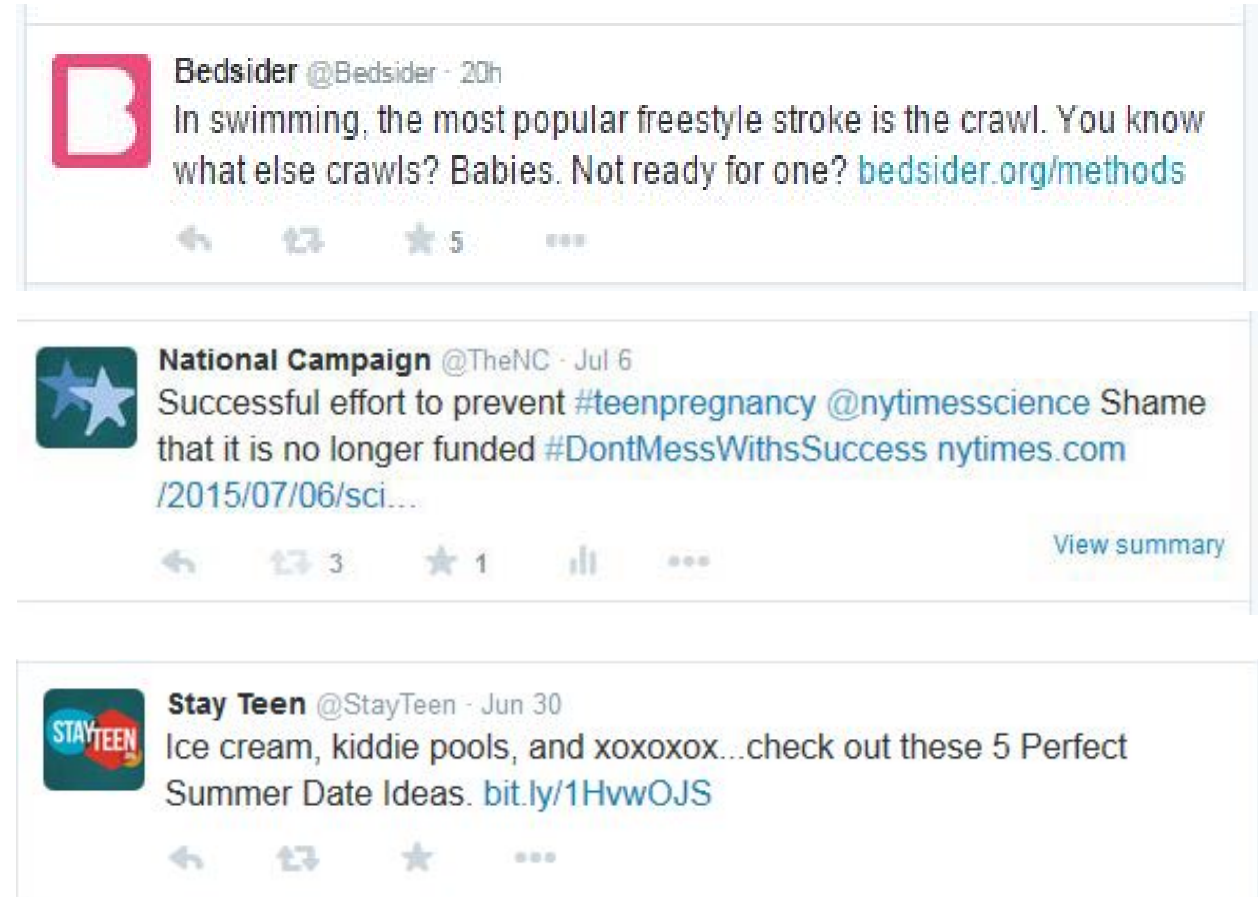 Bedsider @Bedsider · 20h
In swimming, the most popular freestyle stroke is the crawl. You know
what else crawls? Babies. Not ready for one? bedsider.org/methods
5
National Campaign @TheNC · Jul 6
Successful effort to prevent #teenpregnancy @nytimesscience Shame
that it is no longer funded #DontMessWithsSuccess nytimes.com
/2015/07/06/sci...
3 1
View summary
STAYTEEN
Stay Teen @StayTeen · Jun 30
Ice cream, kiddie pools, and xoxoxox...check out these 5 Perfect
Summer Date Ideas. bit.ly/1HvwOJS